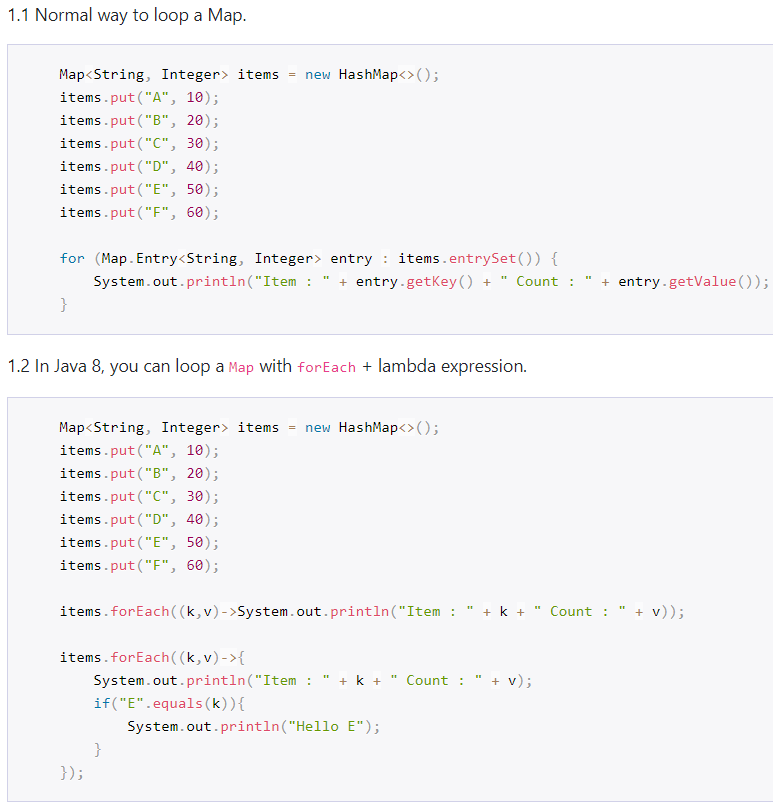 1.1 Normal way to loop a Map.
Map<String, Integer> items = new HashMap<>();
items.put("A", 10);
items.put("B", 20);
items.put("C", 30);
items.put("D", 40);
items.put("E", 50);
items.put("F", 60);
for (Map.Entry<String, Integer> entry : items.entrySet()) {
System.out.println("Item : " + entry.getKey() + " Count : " + entry.getValue());
}
1.2 In Java 8, you can loop a Map with forEach + lambda expression.
Map<String, Integer> items = new HashMap<>();
items.put("A", 10);
items.put("B", 20);
items.put("C", 30);
items.put("D", 40);
items.put("E", 50);
items.put("F", 60);
items.forEach((k,v)->System.out.println("Item : " + k + " Count : " + v));
items.forEach((k,v)->{
System.out.println("Item : " + k + " Count : " + v);
if("E".equals(k)){
System.out.println("Hello E");
}
});